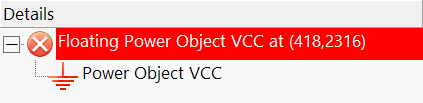 Details
Floating Power Object VCC at (418,2316)
Power Object VCC